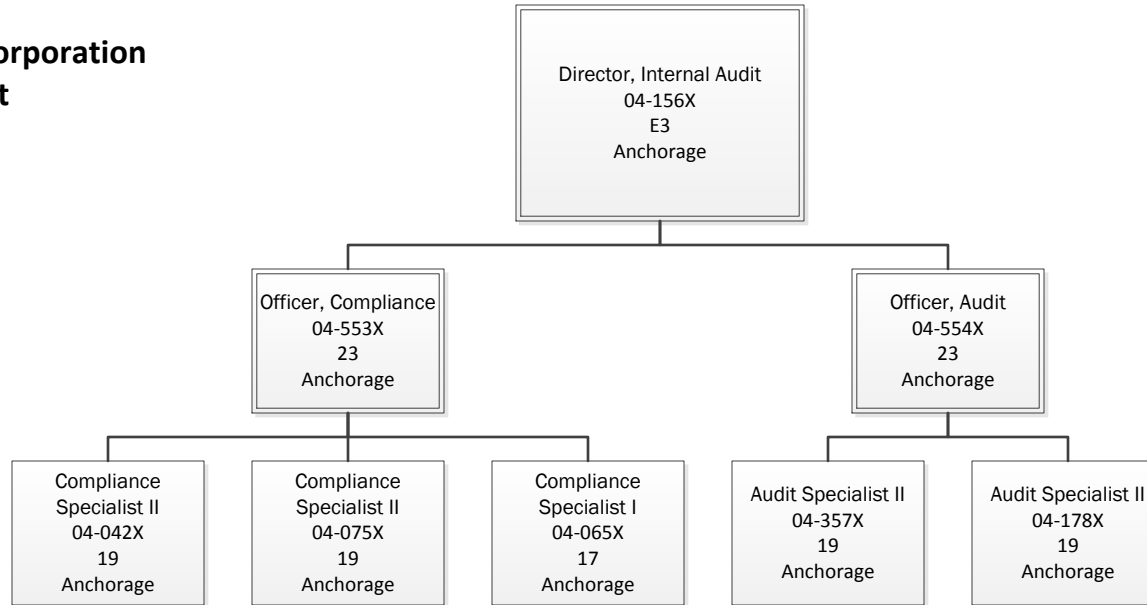 orporation
t
Director, Internal Audit
04-156X
E3
Anchorage
Officer, Compliance
04-553X
23
Anchorage
Officer, Audit
04-554X
23
Anchorage
Compliance
Specialist II
04-042X
19
Anchorage
Compliance
Specialist II
04-075X
19
Anchorage
Compliance
Specialist I
04-065X
17
Anchorage
Audit Specialist II
04-357X
19
Anchorage
Audit Specialist II
04-178X
19
Anchorage